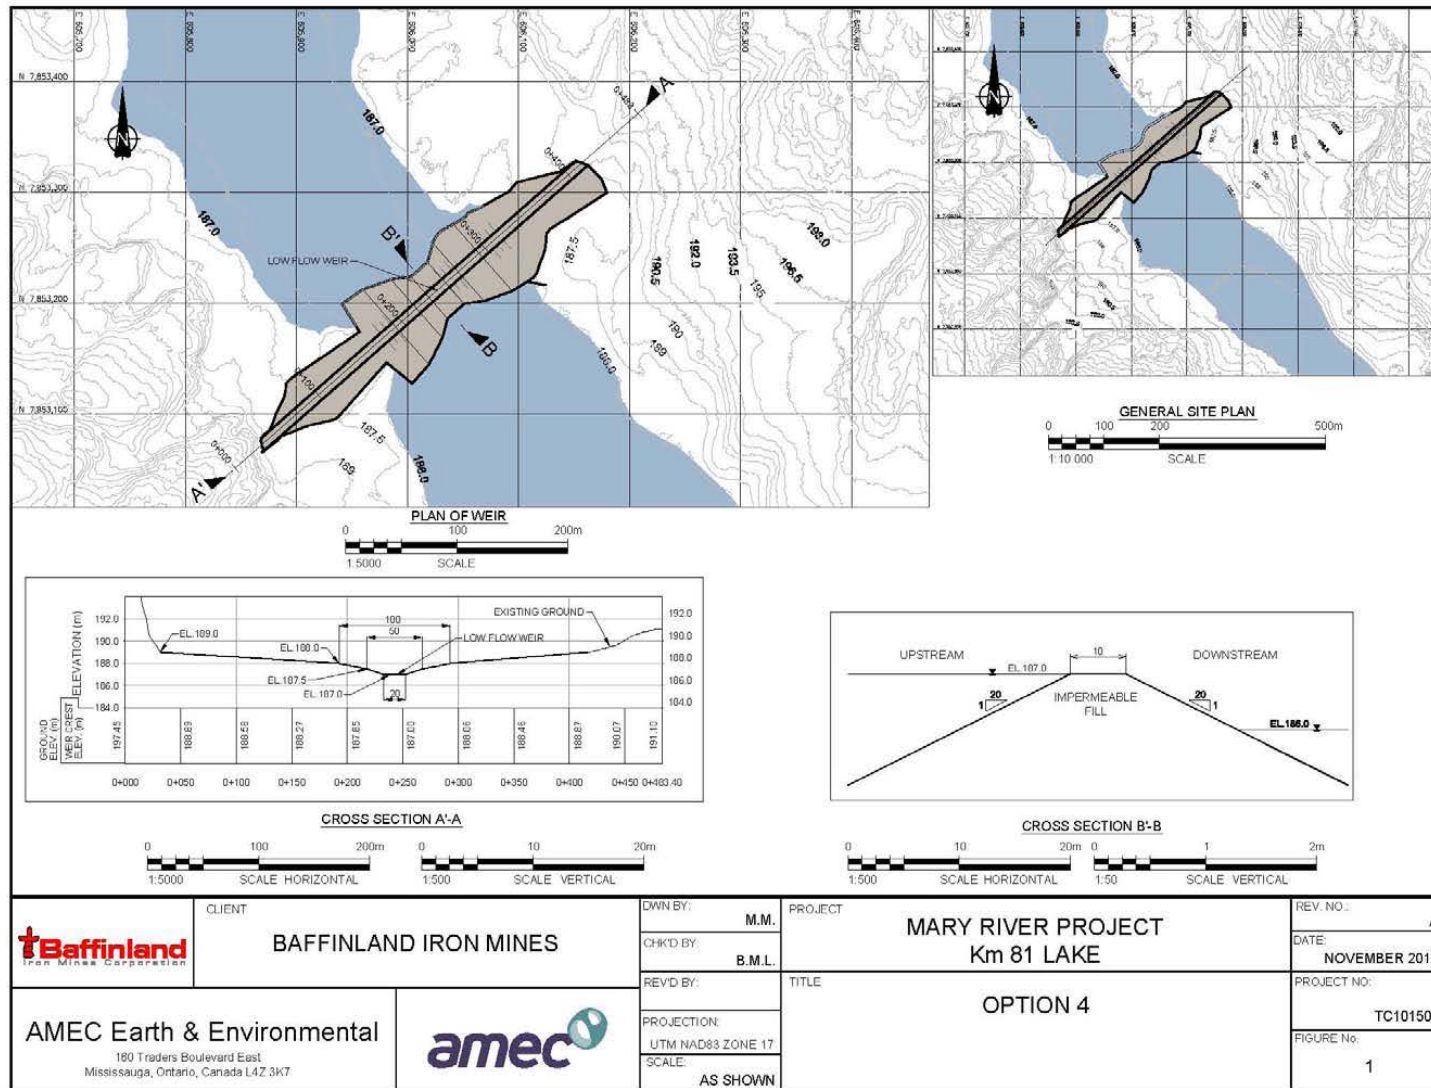 N 7,853,400
N 7,853,300
N 7,853,200
N 7,853,100
187.0
187.0
A
0+483
0+400
0+300
B'
LOW FLOW WEIR
0+200
B
0+100
0+000
A'
187.5
189
186.0
186.0
187.5
190.5
192.0
193.5
195
196.5
193.0
190
189
N
PLAN OF WEIR
0 100 200m
1:5000 SCALE
N
GENERAL SITE PLAN
0 100 200 500m
1:10 000 SCALE
ELEVATION (m)
192.0
190.0
188.0
186.0
184.0
EL.189.0
EL.188.0
EL.187.5
EL.187.0
100
50
20
EXISTING GROUND
LOW FLOW WEIR
192.0
190.0
188.0
186.0
184.0
GROUND ELEV. (m)
WEIR CREST ELEV. (m)
197.45
188.89
188.56
188.27
187.85
187.00
188.06
188.46
188.87
190.07
191.10
0+000 0+050 0+100 0+150 0+200 0+250 0+300 0+350 0+400 0+450 0+483.40
CROSS SECTION A'-A
0 100 200m
1:5000 SCALE HORIZONTAL
0 10 20m
1:500 SCALE VERTICAL
UPSTREAM
EL.187.0
10
DOWNSTREAM
20
1
IMPERMEABLE
FILL
20
1
EL.186.0
CROSS SECTION B'-B
0 10 20m
1:500 SCALE HORIZONTAL
0 1 2m
1:50 SCALE VERTICAL
Baffinland
Iron Mines Corporation
CLIENT
BAFFINLAND IRON MINES
AMEC Earth & Environmental
160 Traders Boulevard East
Mississauga, Ontario, Canada L4Z 3K7
amec
DWN BY:
M.M.
CHK'D BY:
B.M.L.
REV'D BY:
PROJECTION:
UTM NAD83 ZONE 17
SCALE:
AS SHOWN
PROJECT
MARY RIVER PROJECT
Km 81 LAKE
TITLE
OPTION 4
REV. NO.:
DATE:
NOVEMBER 201
PROJECT NO:
TC10150
FIGURE No.
1